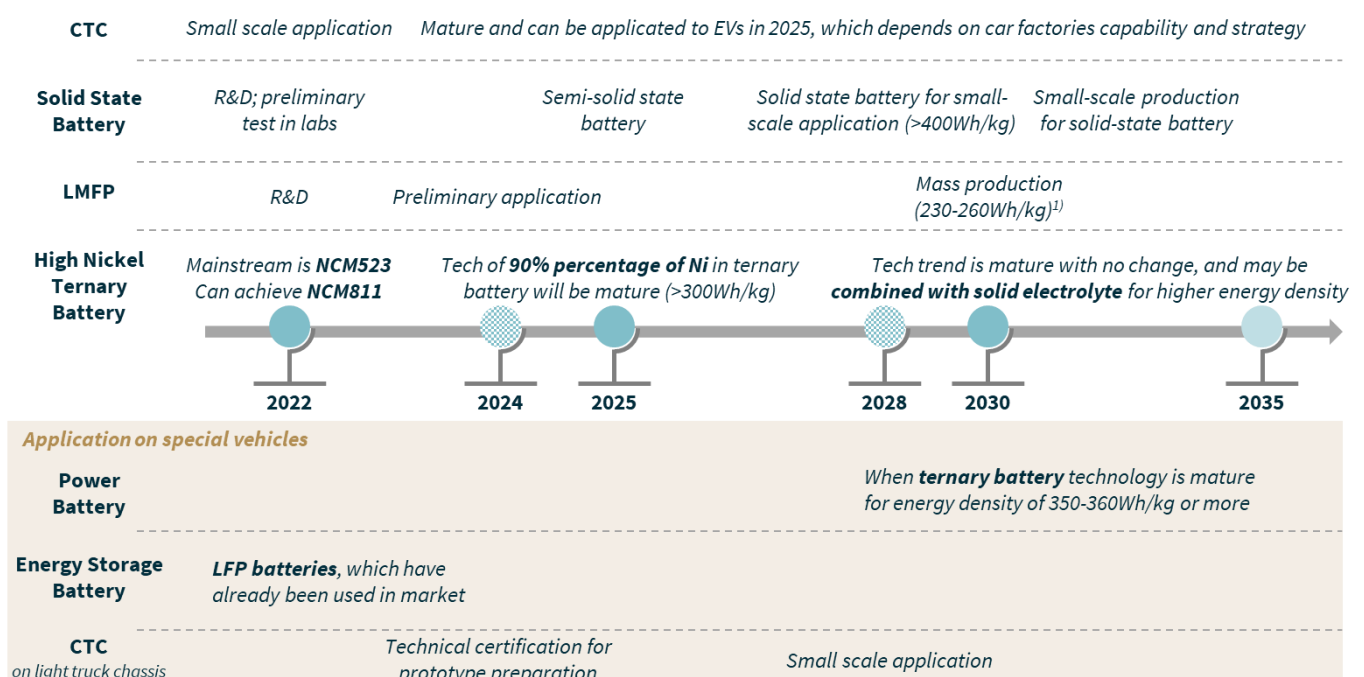 CTC
Small scale application
Mature and can be applicated to EVs in 2025, which depends on car factories capability and strategy
Solid State
Battery
R&D; preliminary
test in labs
Semi-solid state
battery
Solid state battery for small-
scale application (>400Wh/kg)
Small-scale production
for solid-state battery
LMFP
R&D
Preliminary application
Mass production
(230-260Wh/kg)1)
High Nickel
Ternary
Battery
Mainstream is NCM523
Can achieve NCM811
Tech of 90% percentage of Ni in ternary
battery will be mature (>300Wh/kg)
Tech trend is mature with no change, and may be
combined with solid electrolyte for higher energy density
2022
2024
2025
2028
2030
2035
Application on special vehicles
Power
Battery
When ternary battery technology is mature
for energy density of 350-360Wh/kg or more
Energy Storage
Battery
LFP batteries, which have
already been used in market
CTC
on light truck chassis
Technical certification for
prototype preparation
Small scale application